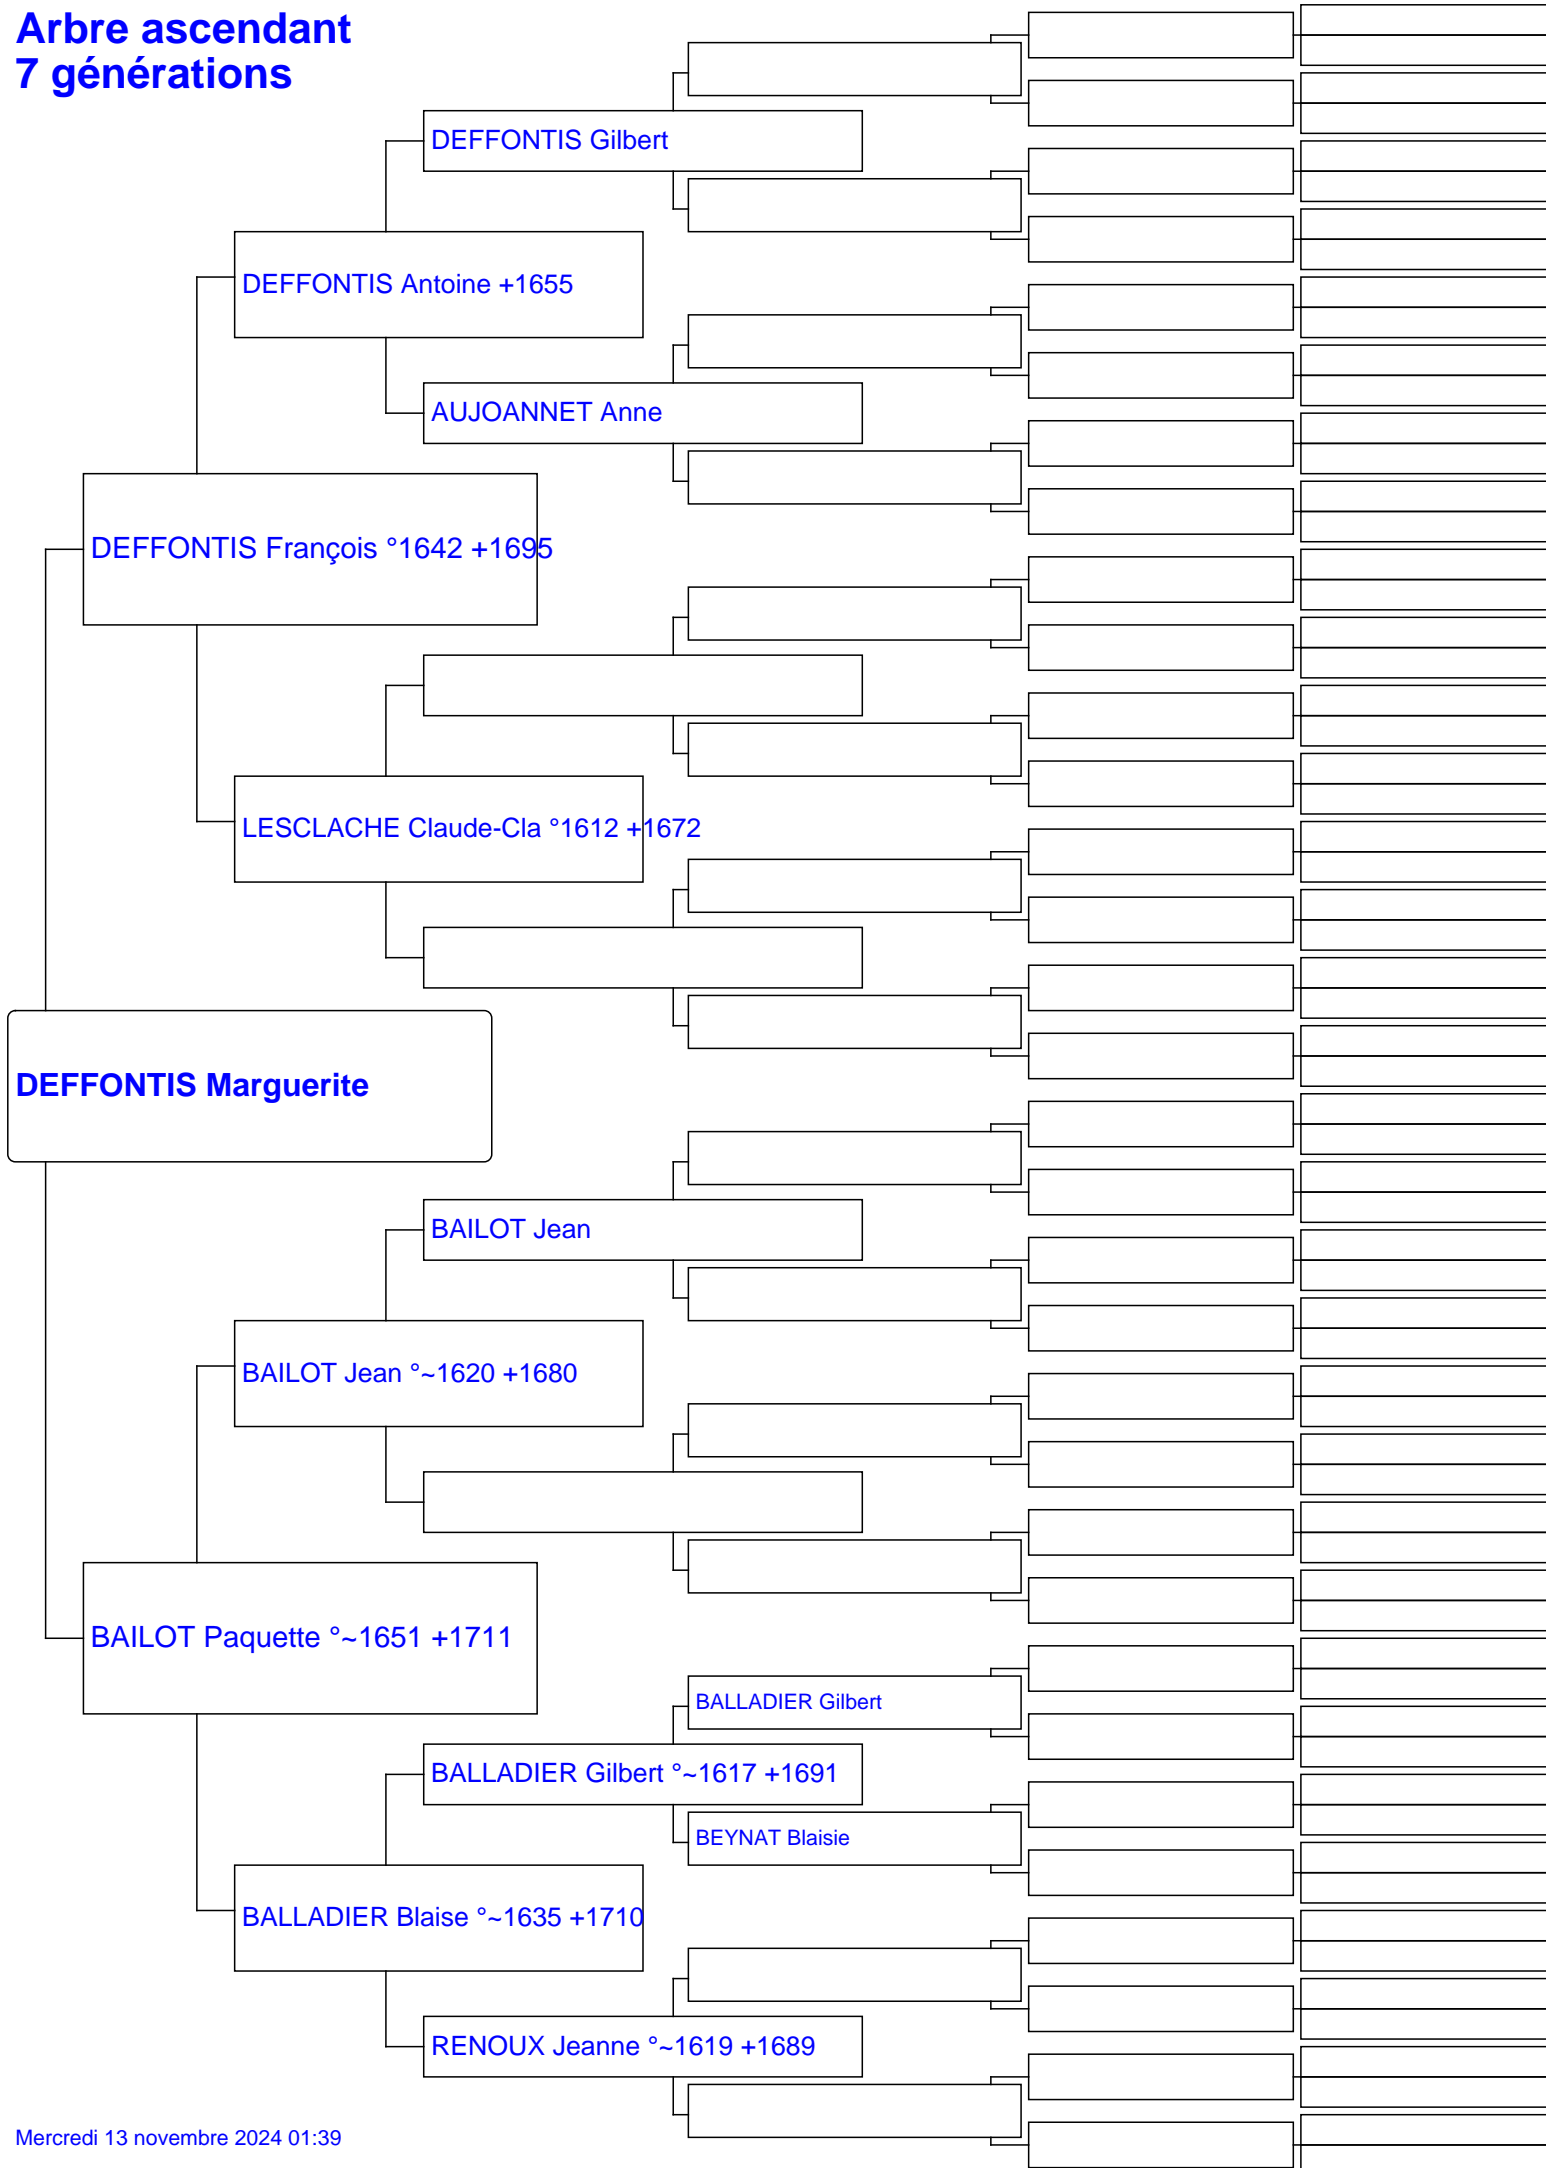 Arbre ascendant
7 générations
DEFFONTIS Gilbert
DEFFONTIS Antoine +1655
AUJOANNET Anne
DEFFONTIS François °1642 +1695
LESCLACHE Claude-Cla °1612 +1672
DEFFONTIS Marguerite
BAILOT Jean
BAILOT Jean °~1620 +1680
BAILOT Paquette °~1651 +1711
BALLADIER Gilbert
BALLADIER Gilbert °~1617 +1691
BEYNAT Blaisie
BALLADIER Blaise °~1635 +1710
RENOUX Jeanne °~1619 +1689
Mercredi 13 novembre 2024 01:39